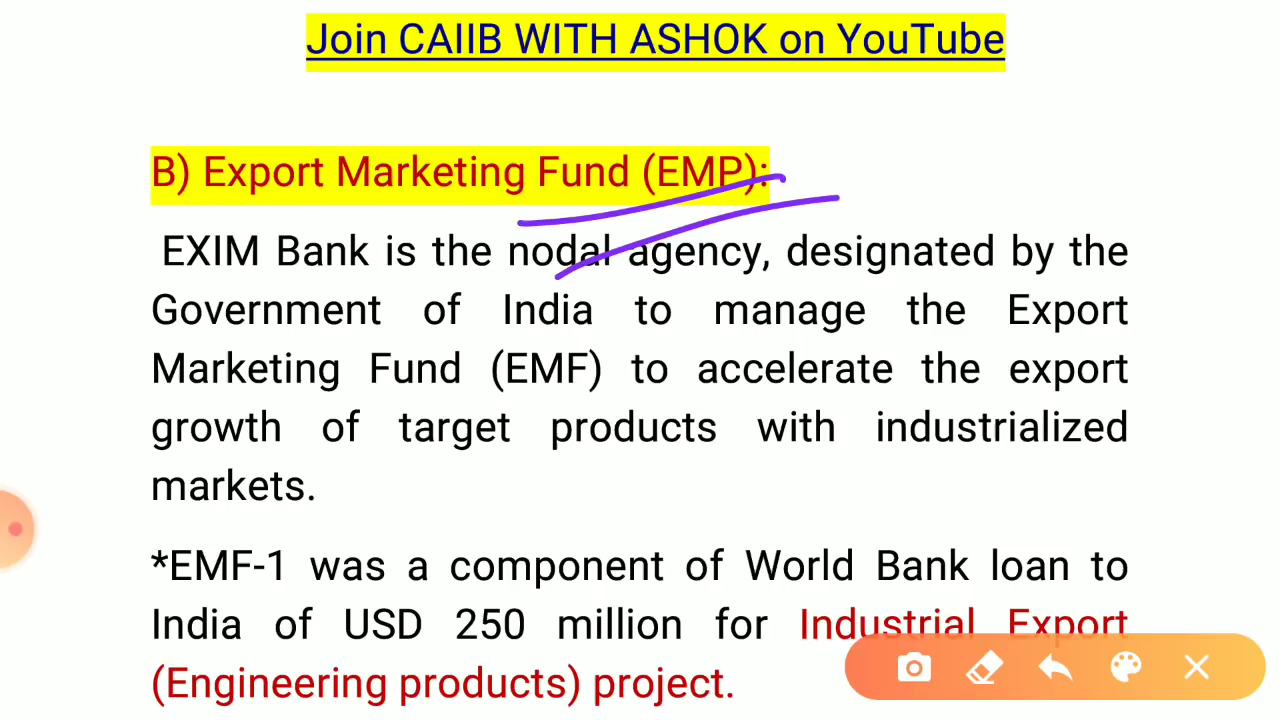 Join CAIIB WITH ASHOK on YouTube
B) Export Marketing Fund (EMP):
EXIM Bank is the nodal agency, designated by the
Government of India to manage the Export
Marketing Fund (EMF) to accelerate the export
growth of target products with industrialized
markets.
*EMF-1 was a component of World Bank loan to
India of USD 250 million for Industrial Export
(Engineering products) project.